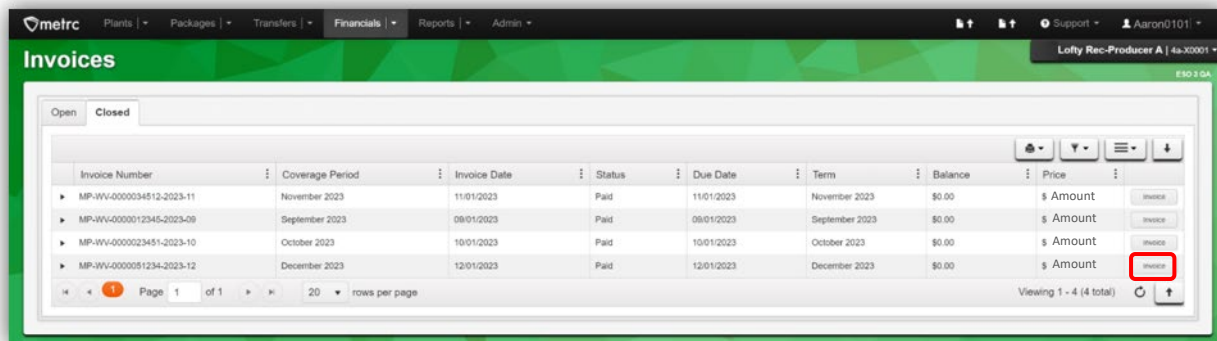 metrc Plants Packages Transfers Financials Reports Admin Support Aaron0101
Invoices Lofty Rec-Producer A | 4a-X0001
ESO 2 QA
Open Closed
Invoice Number Coverage Period Invoice Date Status Due Date Term Balance Price
MP-WV-0000034512-2023-11 November 2023 11/01/2023 Paid 11/01/2023 November 2023 $0.00 $ Amount Invoice
MP-WV-0000012345-2023-09 September 2023 09/01/2023 Paid 09/01/2023 September 2023 $0.00 $ Amount Invoice
MP-WV-0000023451-2023-10 October 2023 10/01/2023 Paid 10/01/2023 October 2023 $0.00 $ Amount Invoice
MP-WV-0000051234-2023-12 December 2023 12/01/2023 Paid 12/01/2023 December 2023 $0.00 $ Amount Invoice
1 Page 1 of 1 20 rows per page Viewing 1 - 4 (4 total)